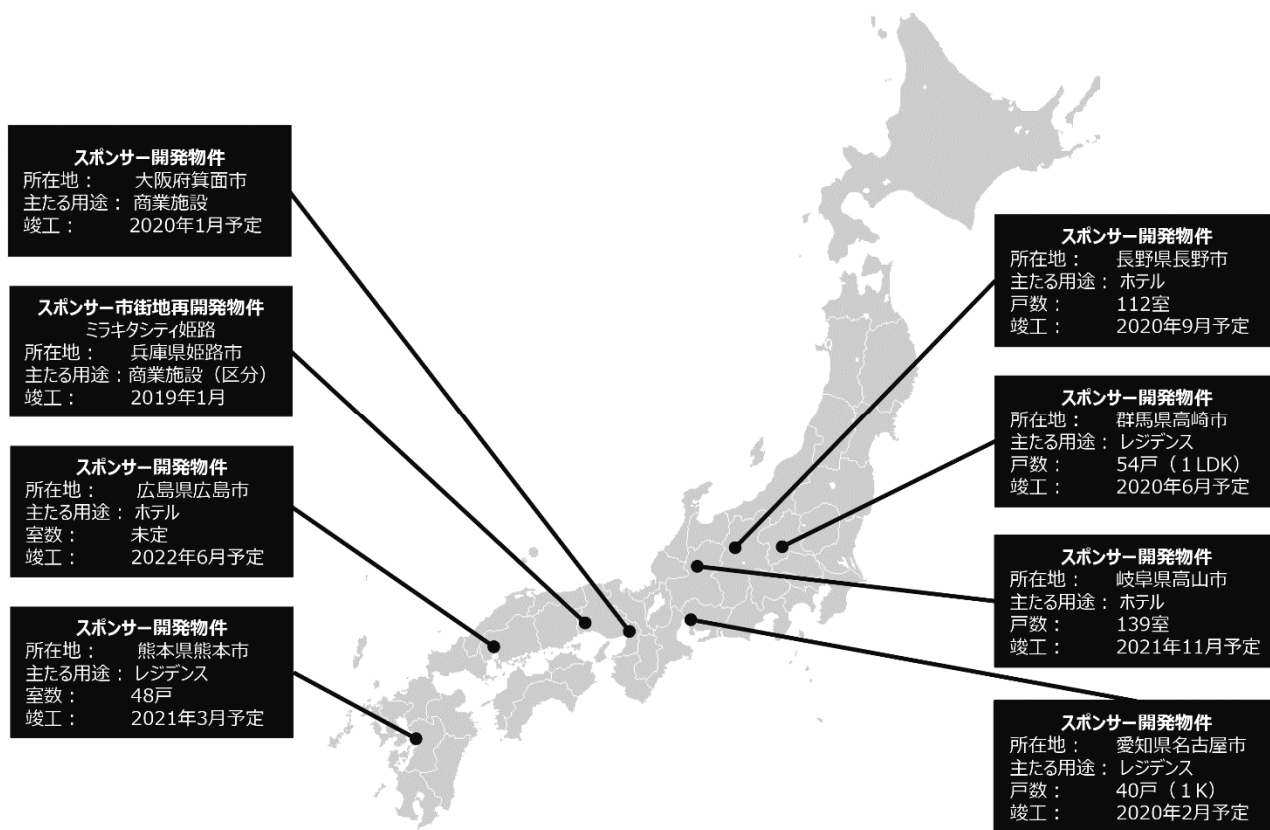 スポンサー開発物件
所在地： 大阪府箕面市
主たる用途： 商業施設
竣工： 2020年1月予定
スポンサー市街地再開発物件
ミラキタシティ姫路
所在地： 兵庫県姫路市
主たる用途：商業施設（区分）
竣工： 2019年1月
スポンサー開発物件
所在地： 広島県広島市
主たる用途： ホテル
室数： 未定
竣工： 2022年6月予定
スポンサー開発物件
所在地： 熊本県熊本市
主たる用途： レジデンス
室数： 48戸
竣工： 2021年3月予定
スポンサー開発物件
所在地： 長野県長野市
主たる用途： ホテル
戸数： 112室
竣工： 2020年9月予定
スポンサー開発物件
所在地： 群馬県高崎市
主たる用途： レジデンス
戸数： 54戸（１LDK）
竣工： 2020年6月予定
スポンサー開発物件
所在地： 岐阜県高山市
主たる用途： ホテル
戸数： 139室
竣工： 2021年11月予定
スポンサー開発物件
所在地： 愛知県名古屋市
主たる用途： レジデンス
戸数： 40戸（１K）
竣工： 2020年2月予定